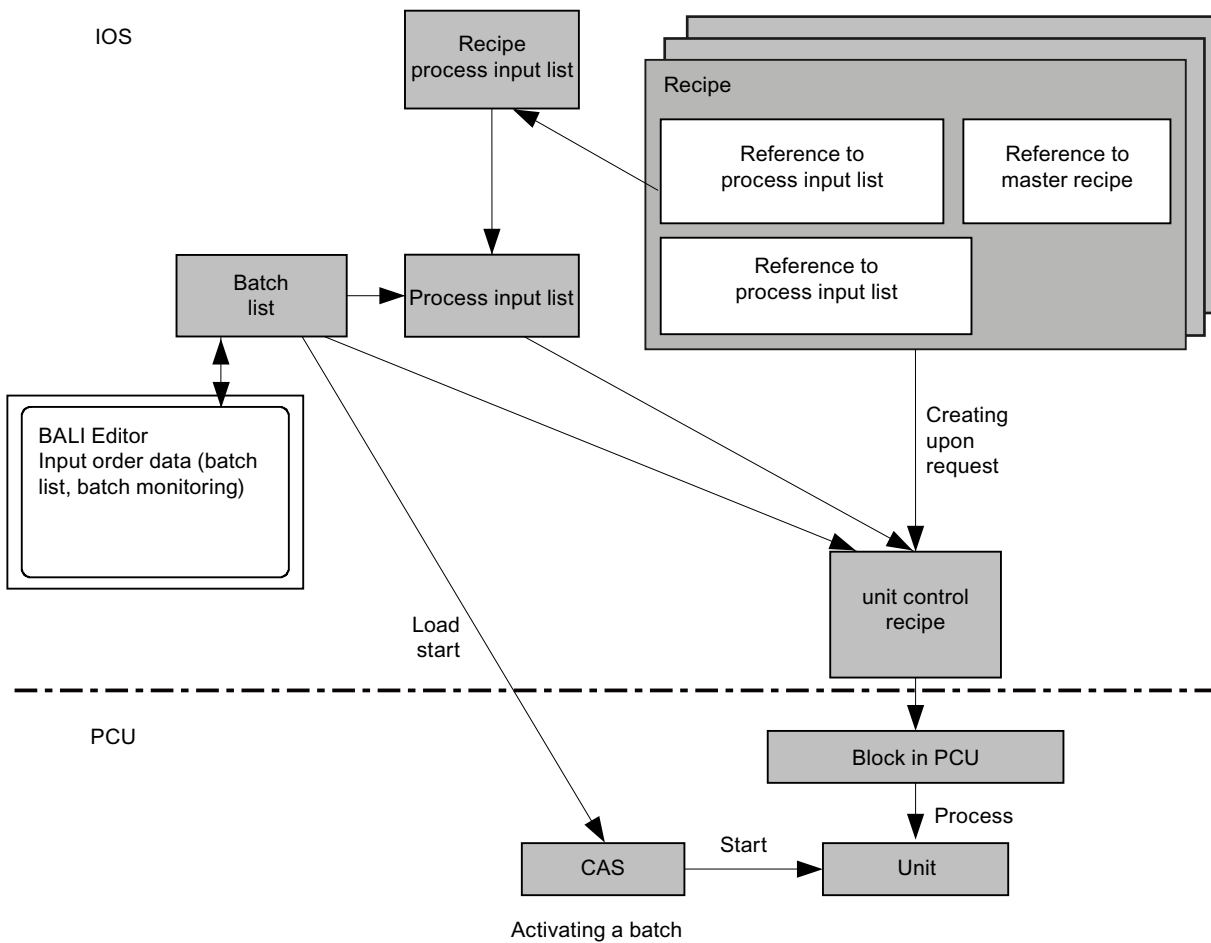 IOS
Recipe
process input list
Recipe
Reference to
process input list
Reference to
master recipe
Reference to
process input list
Batch
list
Process input list
BALI Editor
Input order data (batch
list, batch monitoring)
Creating
upon
request
unit control
recipe
Load
start
PCU
Block in PCU
Process
CAS
Start
Unit
Activating a batch